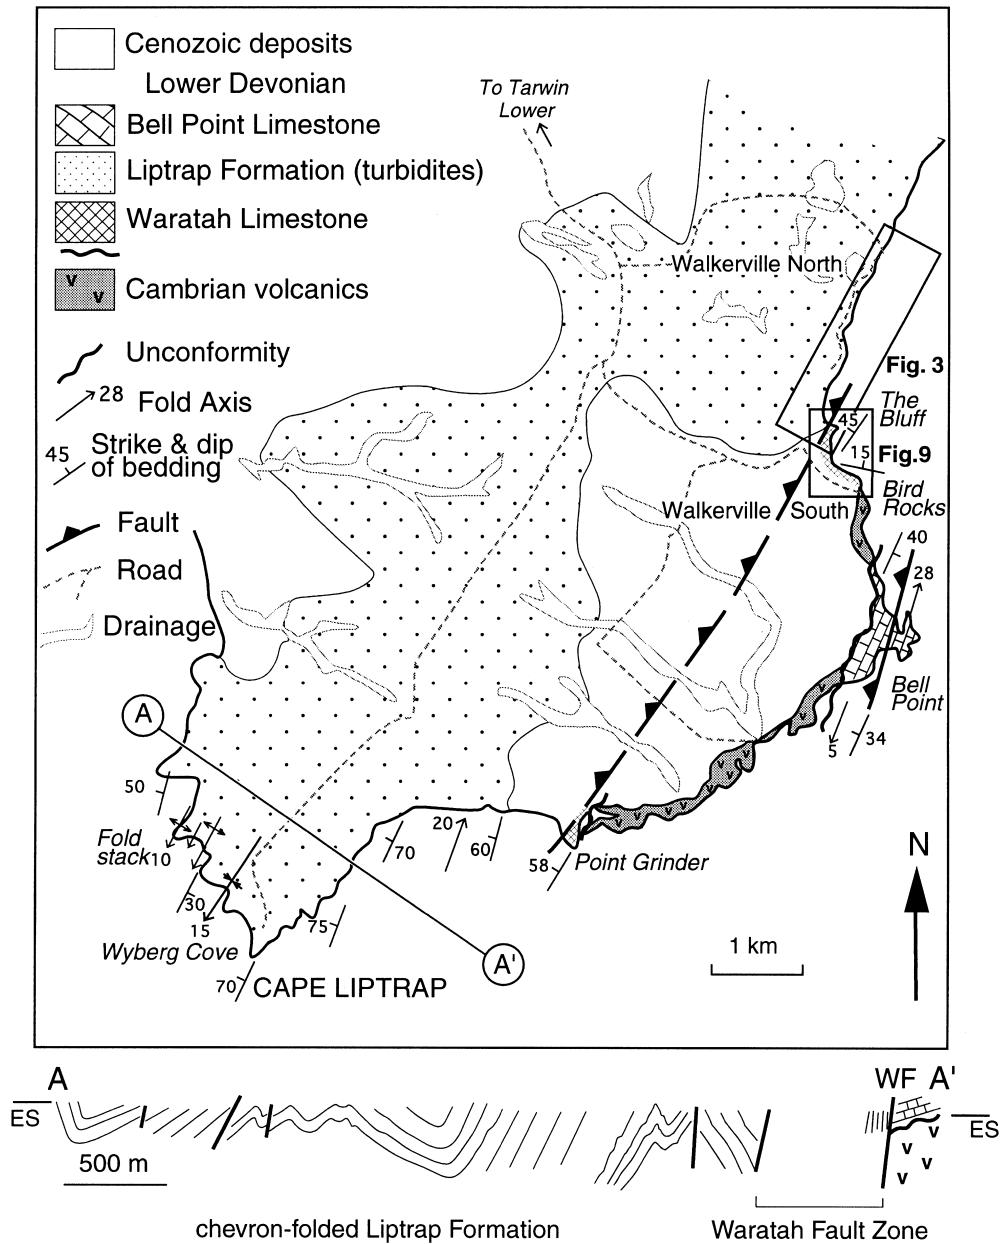 Cenozoic deposits
Lower Devonian
Bell Point Limestone
Liptrap Formation (turbidites)
Waratah Limestone
v
v
Cambrian volcanics
Unconformity
28
Fold Axis
45
Strike & dip
of bedding
Fault
Road
Drainage
To Tarwin
Lower
Walkerville North
Fig. 3
The
Bluff
45
15
Fig.9
Bird
Rocks
Walkerville South
40
28
Bell
Point
5
34
A
50
Fold
stack
10
30
15
Wyberg Cove
70
CAPE LIPTRAP
75
70
20
60
58
Point Grinder
A'
N
1 km
A
WF
A'
ES
ES
500 m
v
v
v
v
chevron-folded Liptrap Formation
Waratah Fault Zone